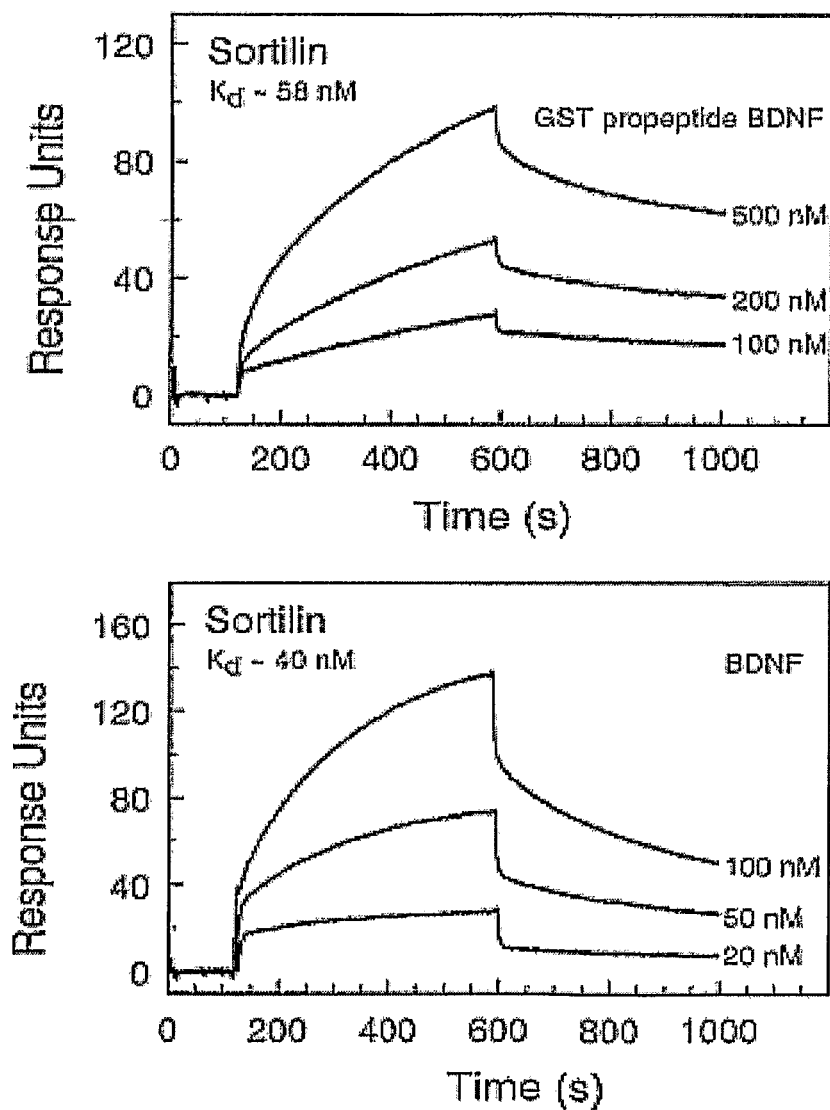 Sortilin
Kd ~ 58 nM
GST propeptide BDNF
500 nM
200 nM
100 nM
Response Units
120
80
40
0
0 200 400 600 800 1000
Time (s)
Sortilin
Kd ~ 40 nM
BDNF
100 nM
50 nM
20 nM
Response Units
160
120
80
40
0
0 200 400 600 800 1000
Time (s)